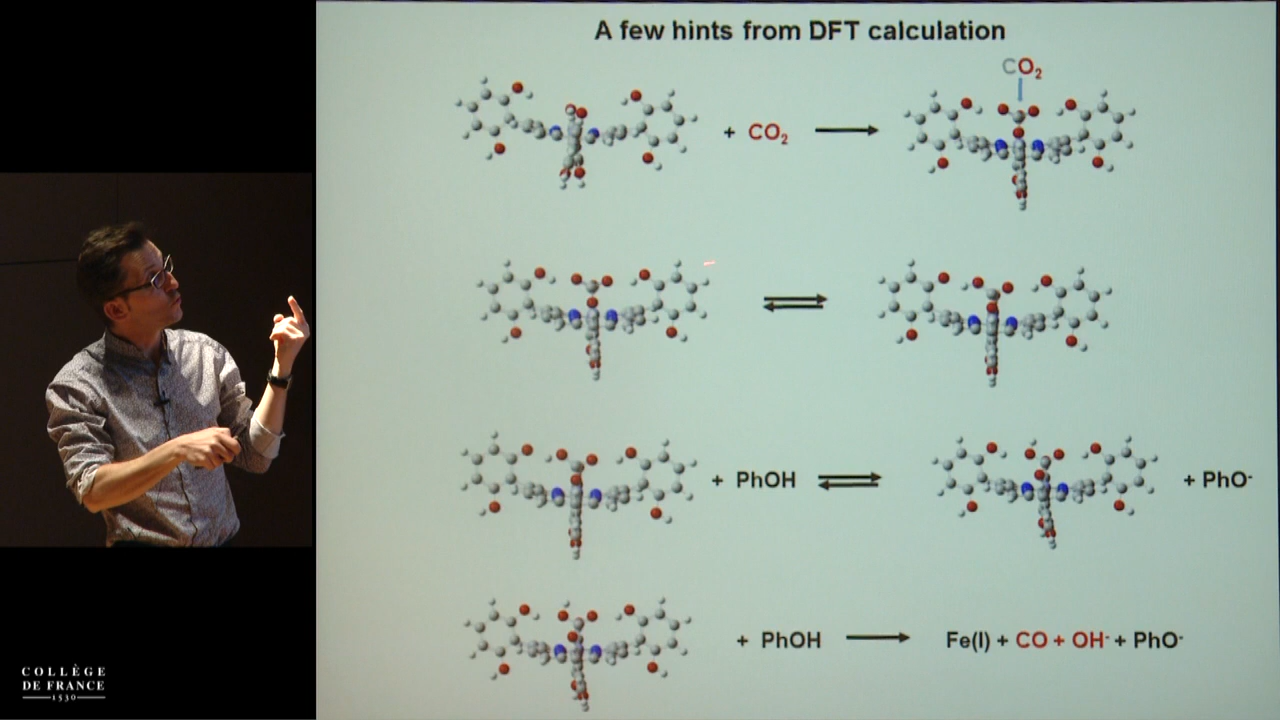 A few hints from DFT calculation
CO2
+ CO2
+ PhOH
+ PhO-
+ PhOH
Fe(I) + CO + OH- + PhO-
COLLÈGE
DE FRANCE
1530